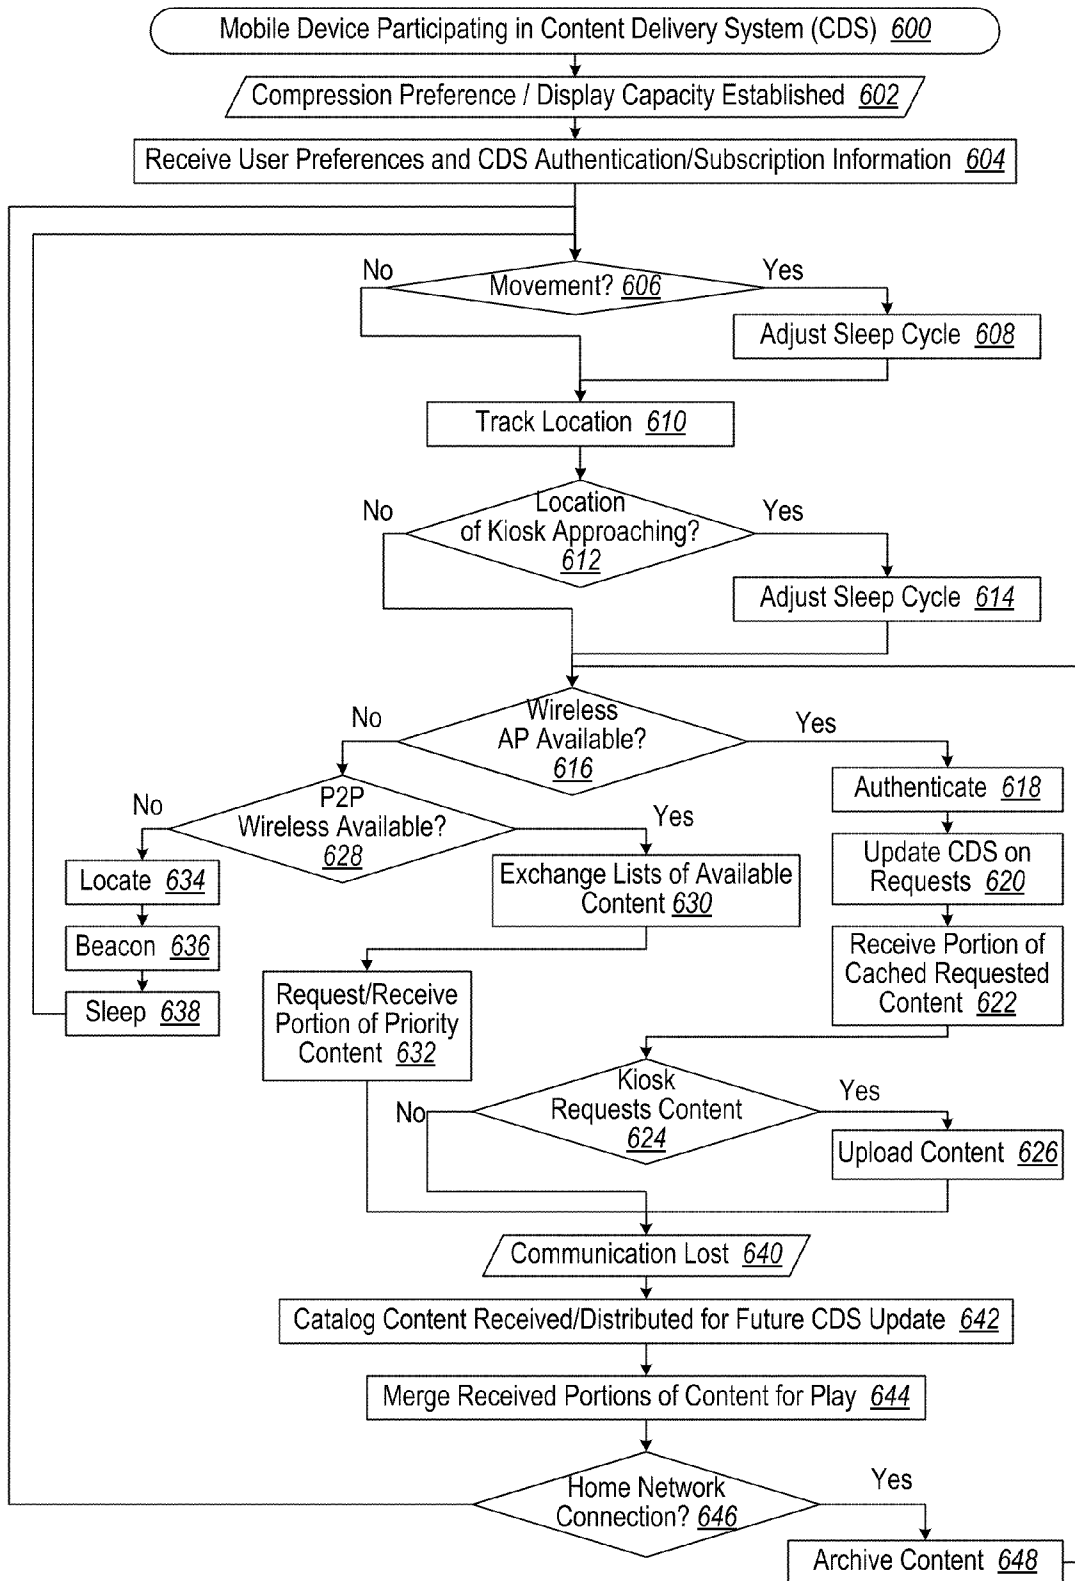 Mobile Device Participating in Content Delivery System (CDS) 600
Compression Preference / Display Capacity Established 602
Receive User Preferences and CDS Authentication/Subscription Information 604
No
Yes
Movement? 606
Adjust Sleep Cycle 608
Track Location 610
No
Location
of Kiosk Approaching?
612
Yes
Adjust Sleep Cycle 614
No
Wireless
AP Available?
616
Yes
Authenticate 618
No
P2P
Wireless Available?
628
Yes
Update CDS on
Requests 620
Locate 634
Exchange Lists of Available
Content 630
Beacon 636
Receive Portion of
Cached Requested
Content 622
Sleep 638
Request/Receive
Portion of Priority
Content 632
No
Kiosk
Requests Content
624
Yes
Upload Content 626
Communication Lost 640
Catalog Content Received/Distributed for Future CDS Update 642
Merge Received Portions of Content for Play 644
Home Network
Connection? 646
Yes
Archive Content 648